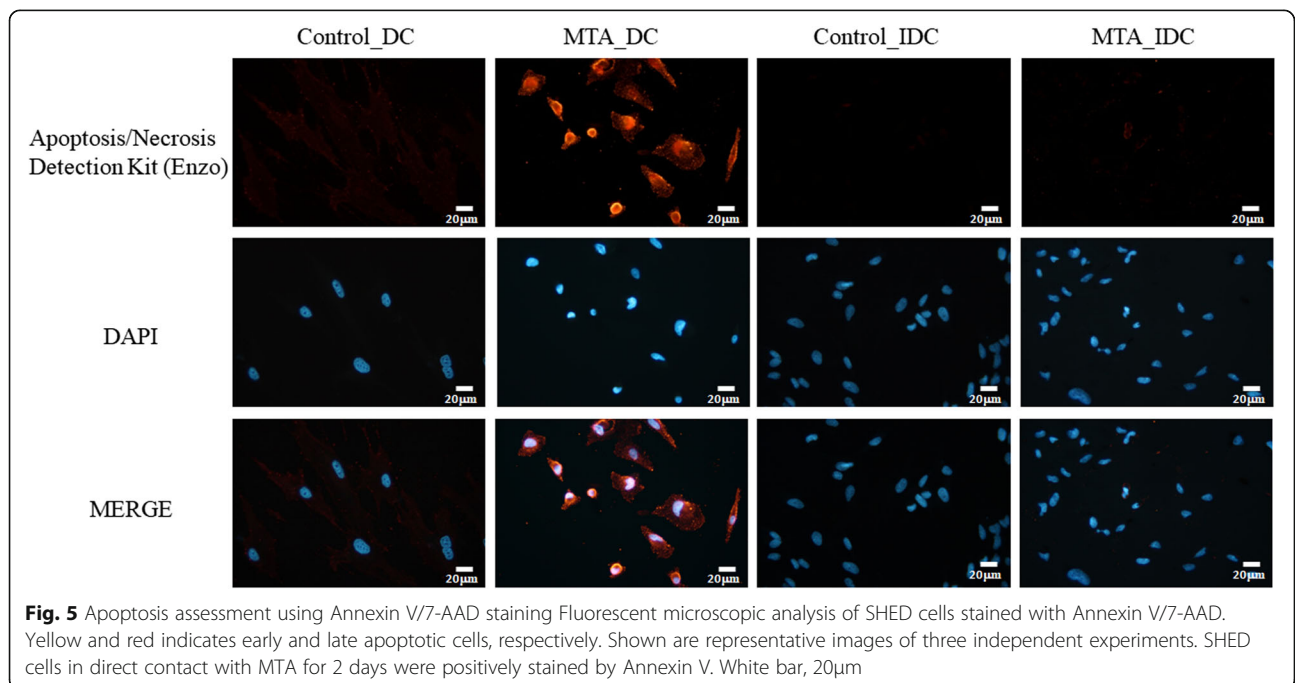 Control_DC MTA_DC Control_IDC MTA_IDC
Apoptosis/Necrosis
Detection Kit (Enzo)
20µm 20µm 20µm 20µm
DAPI
20µm 20µm 20µm 20µm
MERGE
20µm 20µm 20µm 20µm
Fig. 5 Apoptosis assessment using Annexin V/7-AAD staining Fluorescent microscopic analysis of SHED cells stained with Annexin V/7-AAD.
Yellow and red indicates early and late apoptotic cells, respectively. Shown are representative images of three independent experiments. SHED
cells in direct contact with MTA for 2 days were positively stained by Annexin V. White bar, 20µm